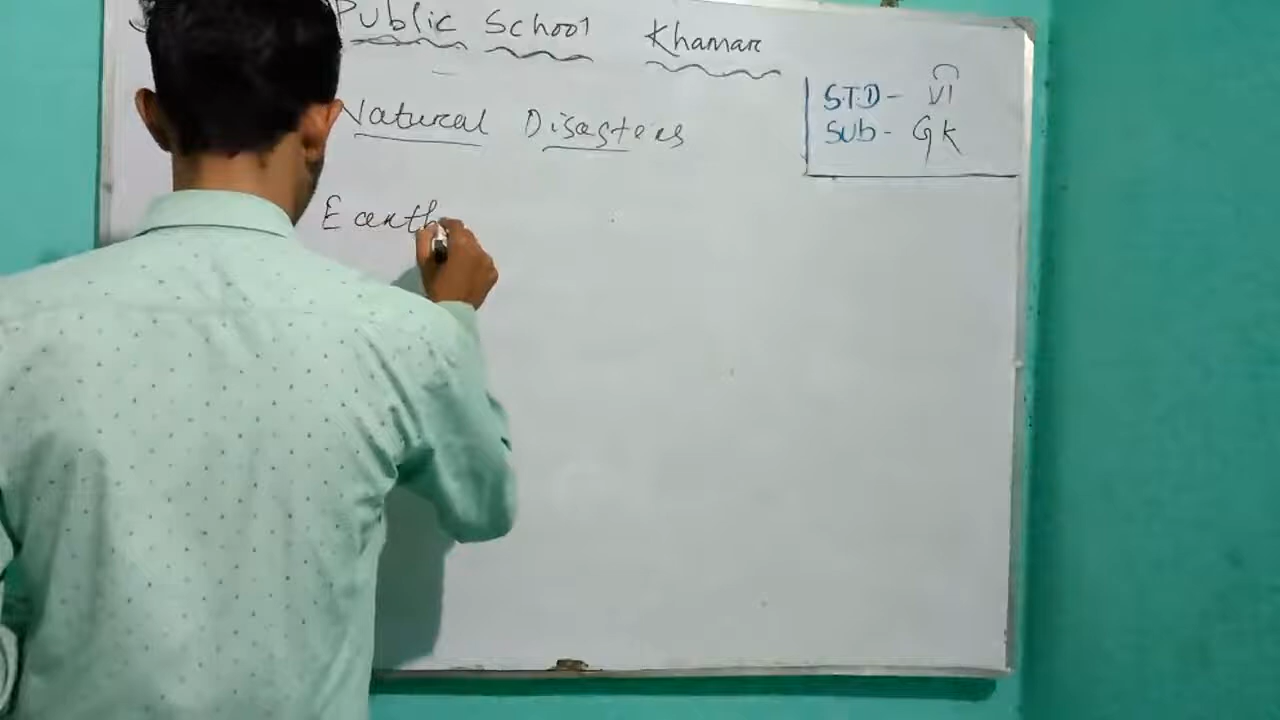 Public School Khamar
STD - VI
Sub - GK
Natural Disasters
Earth